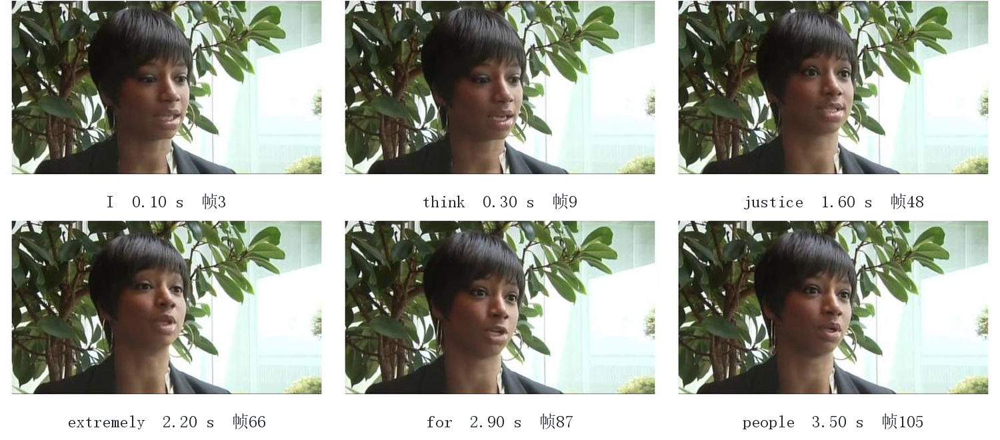 I 0.10 s 帧3
think 0.30 s 帧9
justice 1.60 s 帧48
extremely 2.20 s 帧66
for 2.90 s 帧87
people 3.50 s 帧105